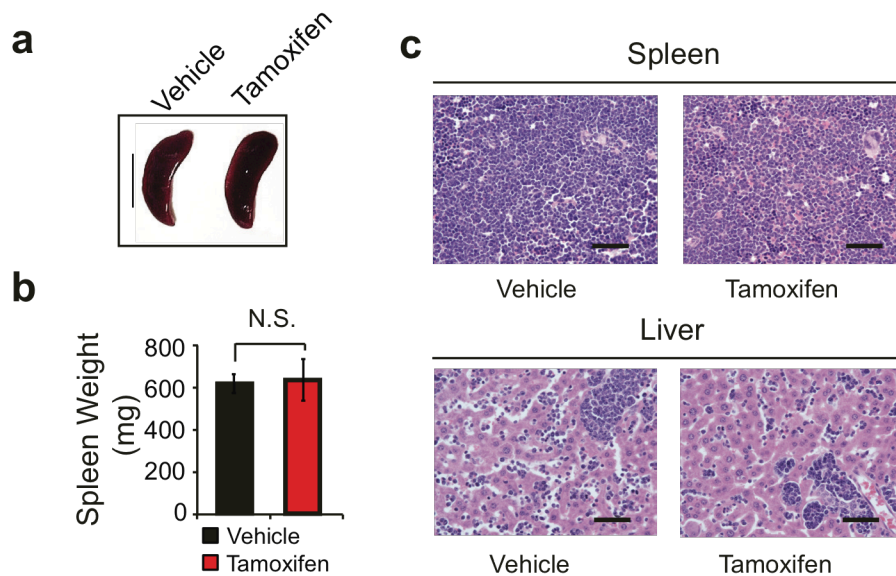 a
Vehicle
Tamoxifen
b
N.S.
800
600
400
200
0
Spleen Weight
(mg)
Vehicle
Tamoxifen
c
Spleen
Vehicle
Tamoxifen
Liver
Vehicle
Tamoxifen